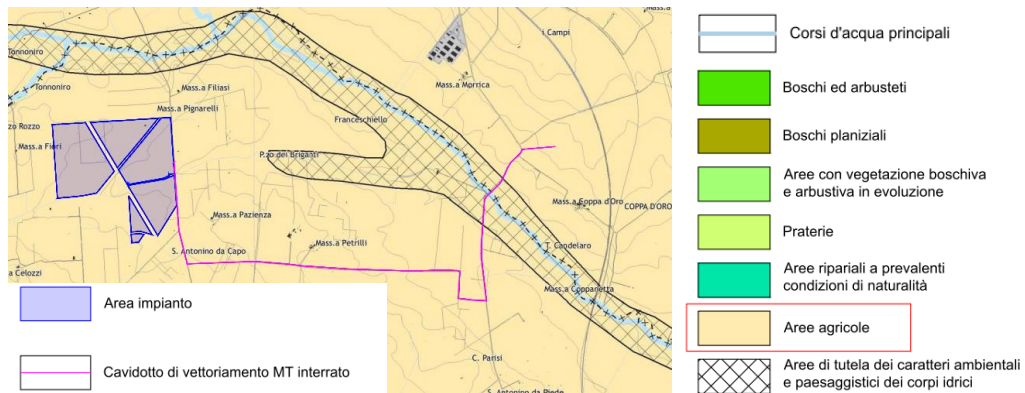 i Campi
Tonnoniro
Tonnoniro
Mass.a Filiasi
Mass.a Morrica
Mass.a Pignarelli
Franceschiello
zzo Rozzo
Mass.a Fiori
P.zo dei Briganti
Mass.a Coppa d'Oro
COPPA D'ORO
Mass.a Pazienza
Mass.a Petrilli
T. Candelaro
S. Antonino da Capo
a Celozzi
Mass.a Coppanetta
C. Parisi
S. Antonino da Piede
Area impianto
Cavidotto di vettoriamento MT interrato
Corsi d'acqua principali
Boschi ed arbusteti
Boschi planiziali
Aree con vegetazione boschiva
e arbustiva in evoluzione
Praterie
Aree ripariali a prevalenti
condizioni di naturalità
Aree agricole
Aree di tutela dei caratteri ambientali
e paesaggistici dei corpi idrici